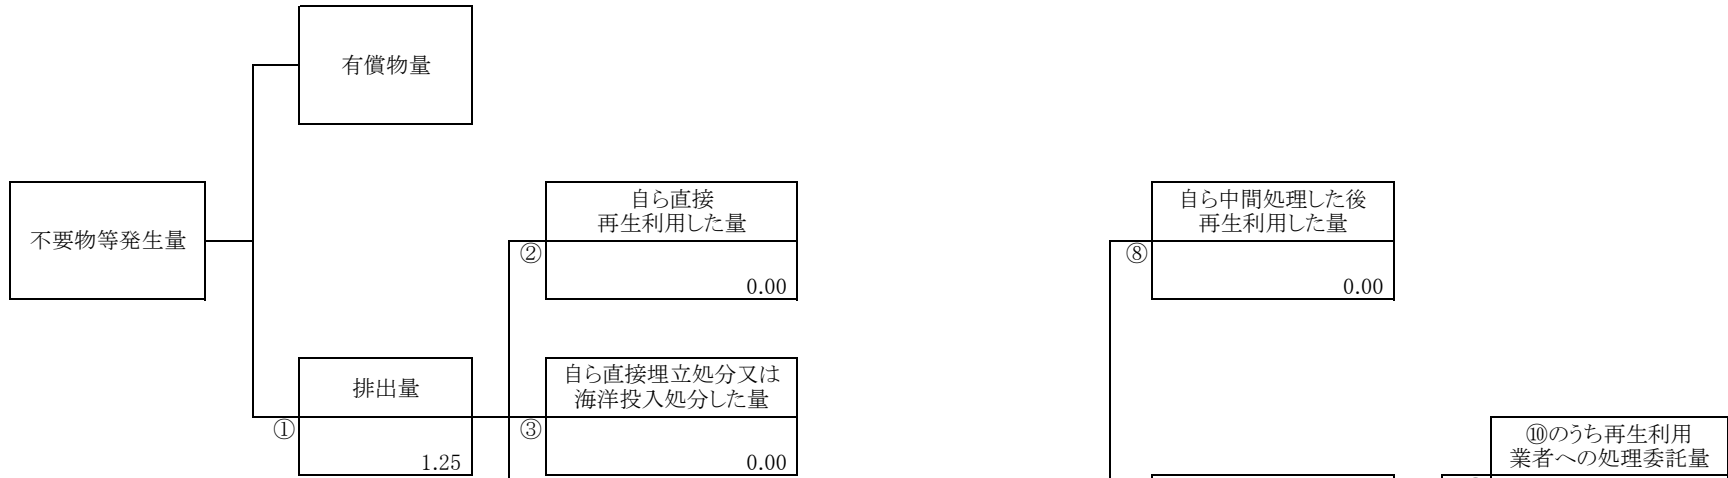 有償物量
不要物等発生量
自ら直接
再生利用した量
②
0.00
自ら中間処理した後
再生利用した量
⑧
0.00
排出量
①
1.25
自ら直接埋立処分又は
海洋投入処分した量
③
0.00
⑩のうち再生利用
業者への処理委託量